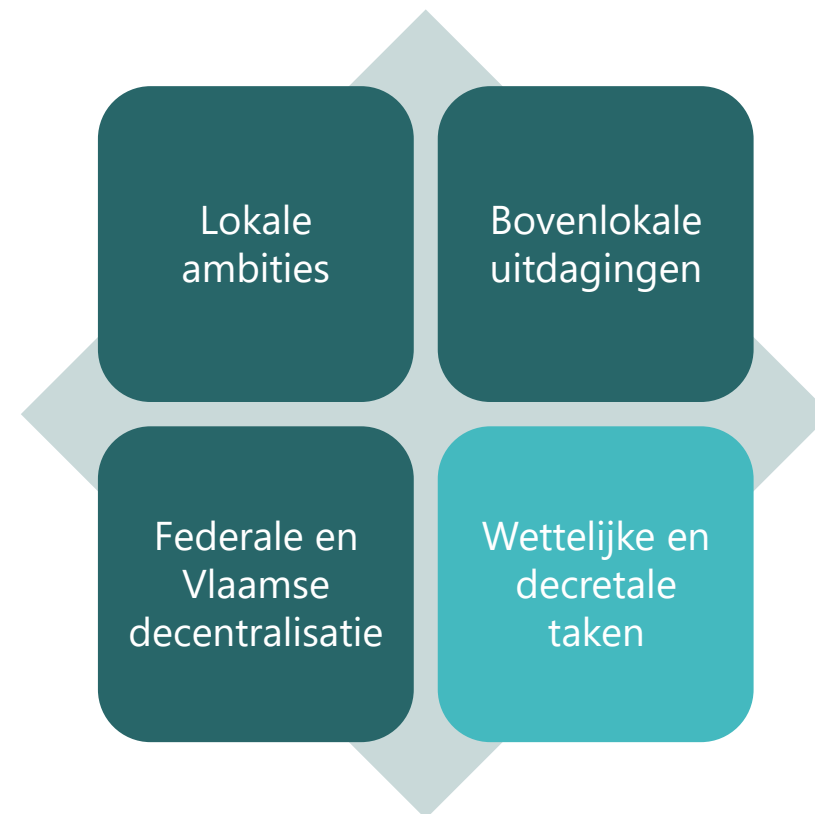 Lokale
ambities
Bovenlokale
uitdagingen
Federale en
Vlaamse
decentralisatie
Wettelijke en
decretale
taken